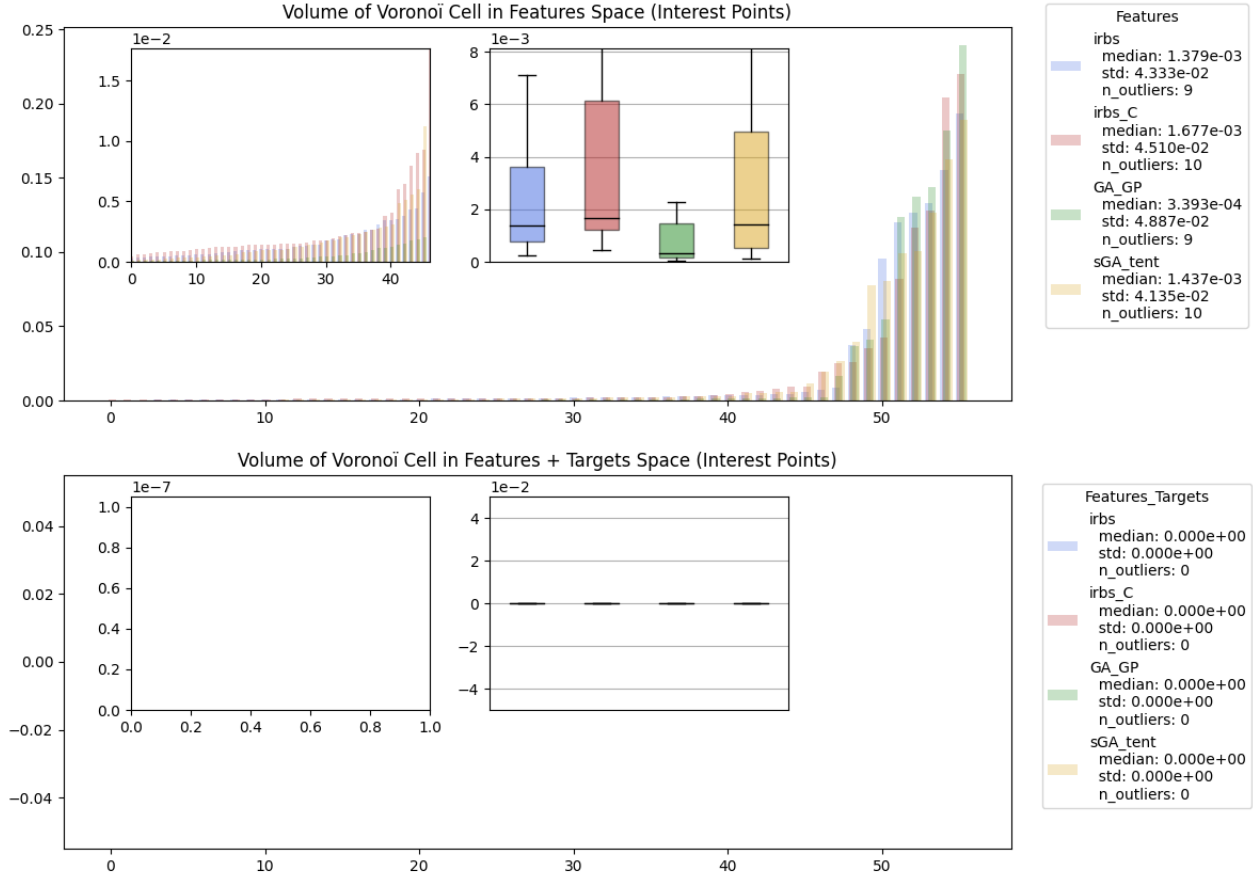 Volume of Voronoï Cell in Features Space (Interest Points)
0.25
0.20
0.15
0.10
0.05
0.00
0
10
20
30
40
50
1e−2
1.5
1.0
0.5
0.0
0
10
20
30
40
1e−3
8
6
4
2
0
Features
irbs
median: 1.379e-03
std: 4.333e-02
n_outliers: 9
irbs_C
median: 1.677e-03
std: 4.510e-02
n_outliers: 10
GA_GP
median: 3.393e-04
std: 4.887e-02
n_outliers: 9
sGA_tent
median: 1.437e-03
std: 4.135e-02
n_outliers: 10
Volume of Voronoï Cell in Features + Targets Space (Interest Points)
0.04
0.02
0.00
−0.02
−0.04
0
10
20
30
40
50
1e−7
1.0
0.8
0.6
0.4
0.2
0.0
0.0
0.2
0.4
0.6
0.8
1.0
1e−2
4
2
0
−2
−4
Features_Targets
irbs
median: 0.000e+00
std: 0.000e+00
n_outliers: 0
irbs_C
median: 0.000e+00
std: 0.000e+00
n_outliers: 0
GA_GP
median: 0.000e+00
std: 0.000e+00
n_outliers: 0
sGA_tent
median: 0.000e+00
std: 0.000e+00
n_outliers: 0